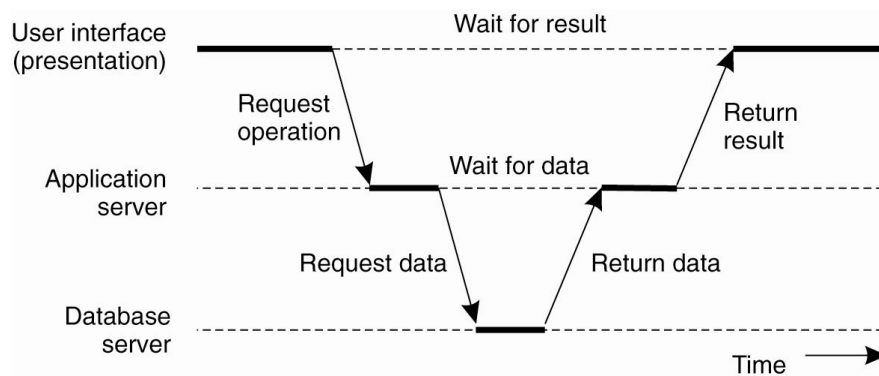 User interface
(presentation)
Wait for result
Request
operation
Return
result
Application
server
Wait for data
Request data
Return data
Database
server
Time